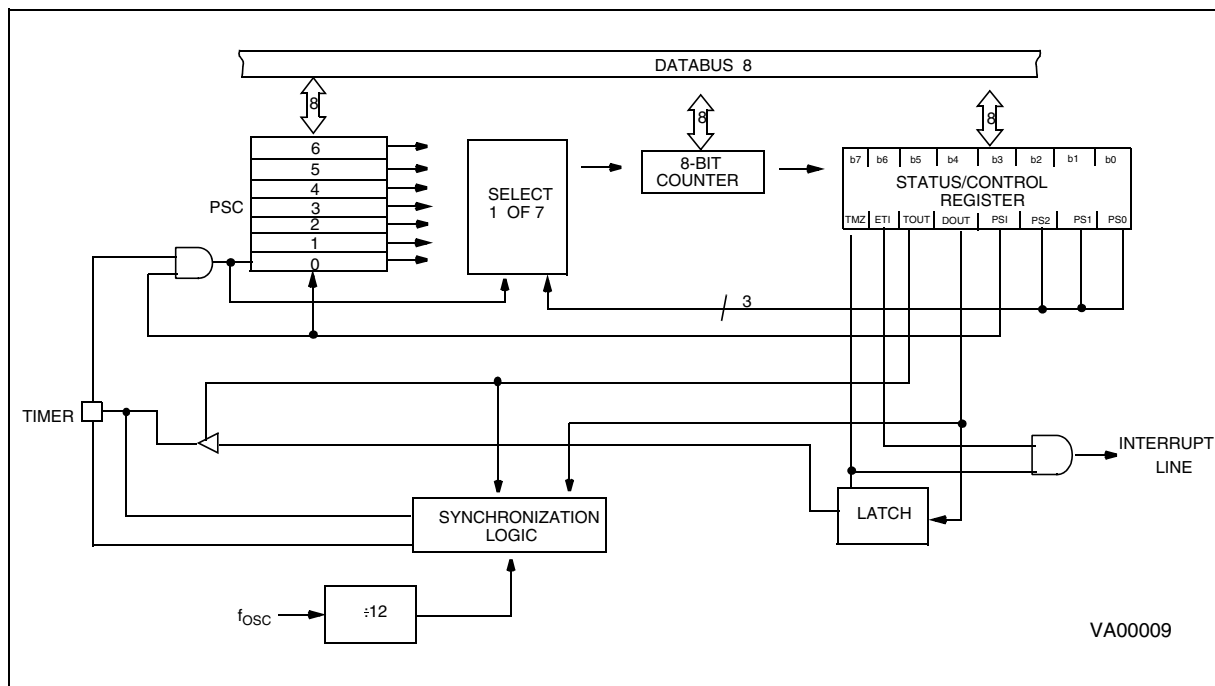 DATABUS 8
8
8
8
6
5
4
3
2
1
0
PSC
SELECT
1 OF 7
8-BIT
COUNTER
b7 b6 b5 b4 b3 b2 b1 b0
STATUS/CONTROL
REGISTER
TMZ ETI TOUT DOUT PSI PS2 PS1 PS0
3
TIMER
INTERRUPT
LINE
LATCH
SYNCHRONIZATION
LOGIC
fOSC
÷12
VA00009